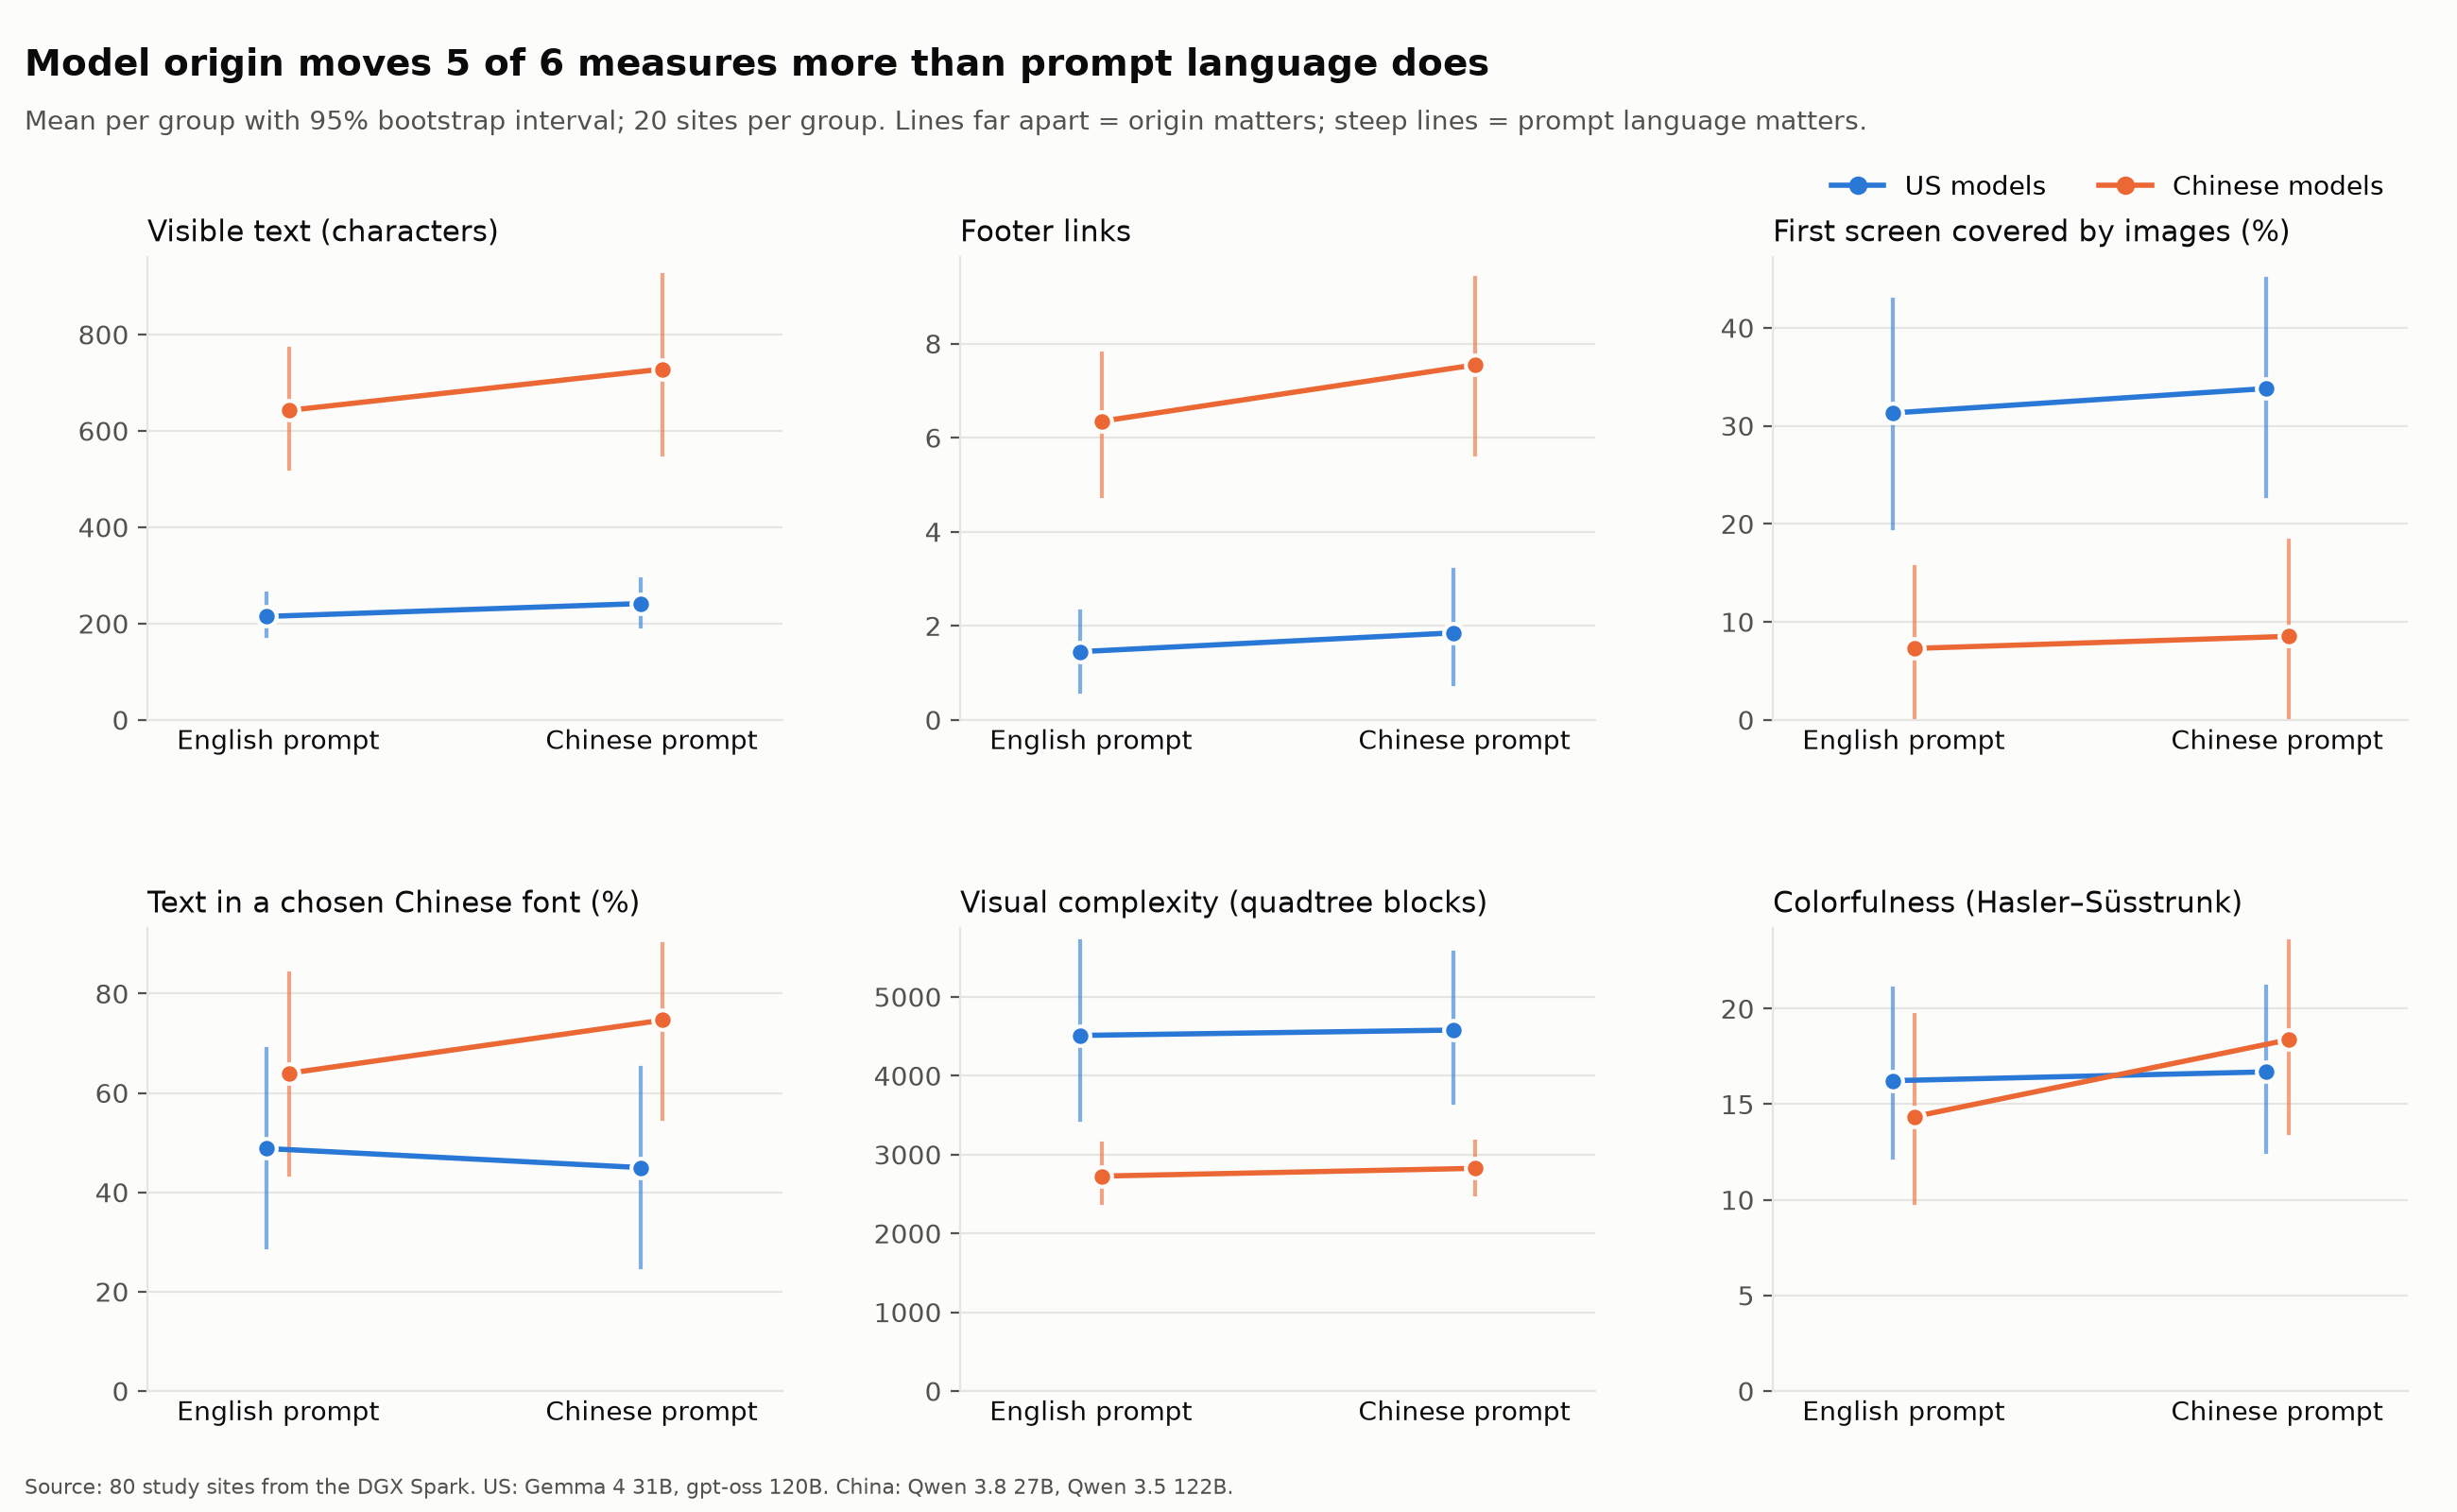 Model origin moves 5 of 6 measures more than prompt language does
Mean per group with 95% bootstrap interval; 20 sites per group. Lines far apart = origin matters; steep lines = prompt language matters.
US models
Chinese models
Visible text (characters)
800
600
400
200
0
English prompt
Chinese prompt
Footer links
8
6
4
2
0
English prompt
Chinese prompt
First screen covered by images (%)
40
30
20
10
0
English prompt
Chinese prompt
Text in a chosen Chinese font (%)
80
60
40
20
0
English prompt
Chinese prompt
Visual complexity (quadtree blocks)
5000
4000
3000
2000
1000
0
English prompt
Chinese prompt
Colorfulness (Hasler–Süsstrunk)
20
15
10
5
0
English prompt
Chinese prompt
Source: 80 study sites from the DGX Spark. US: Gemma 4 31B, gpt-oss 120B. China: Qwen 3.8 27B, Qwen 3.5 122B.